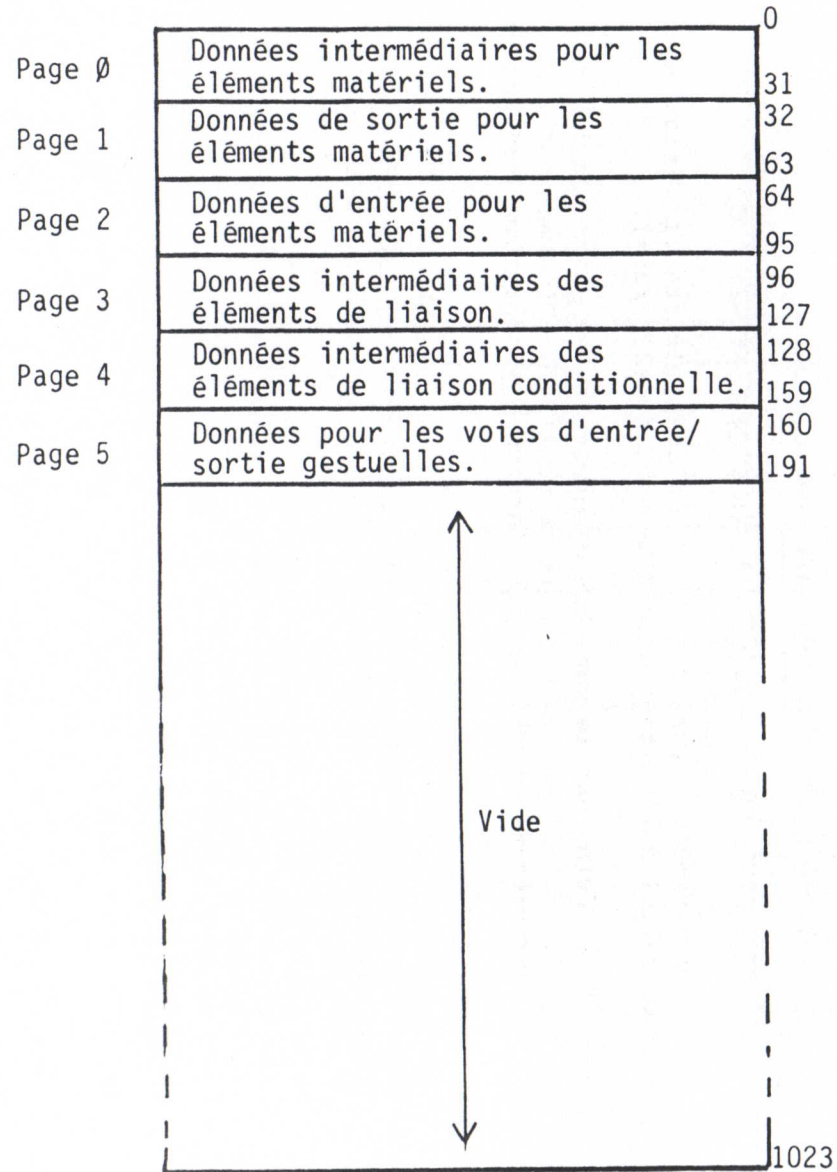 0
Page Ø
Données intermédiaires pour les
éléments matériels.
31
Page 1
32
Données de sortie pour les
éléments matériels.
63
Page 2
64
Données d'entrée pour les
éléments matériels.
95
Page 3
96
Données intermédiaires des
éléments de liaison.
127
Page 4
128
Données intermédiaires des
éléments de liaison conditionnelle.
159
Page 5
160
Données pour les voies d'entrée/
sortie gestuelles.
191
Vide
1023